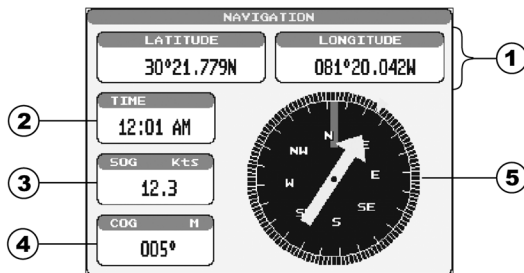 NAVIGATION
LATITUDE LONGITUDE
30°21.779N 081°20.042W
1
TIME
12:01 AM
2
SOG Kts
12.3
3
COG M
005°
4
N
NW E
W E
S SE
S
5